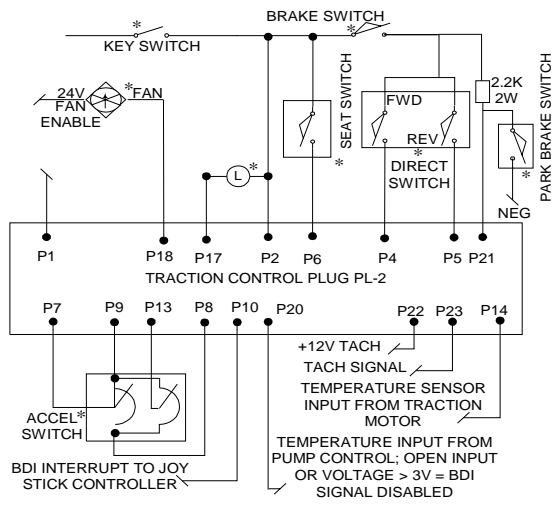 BRAKE SWITCH
*
*
KEY SWITCH
24V
*FAN
FAN
ENABLE
SEAT SWITCH
*
FWD
REV
*
DIRECT
SWITCH
2.2K
2W
PARK BRAKE SWITCH
*
NEG
L
*
P1
P18
P17
P2
P6
P4
P5
P21
TRACTION CONTROL PLUG PL-2
P7
P9
P13
P8
P10
P20
P22
P23
P14
+12V TACH
TACH SIGNAL
TEMPERATURE SENSOR
INPUT FROM TRACTION
MOTOR
ACCEL*
SWITCH
BDI INTERRUPT TO JOY
STICK CONTROLLER
TEMPERATURE INPUT FROM
PUMP CONTROL; OPEN INPUT
OR VOLTAGE > 3V = BDI
SIGNAL DISABLED